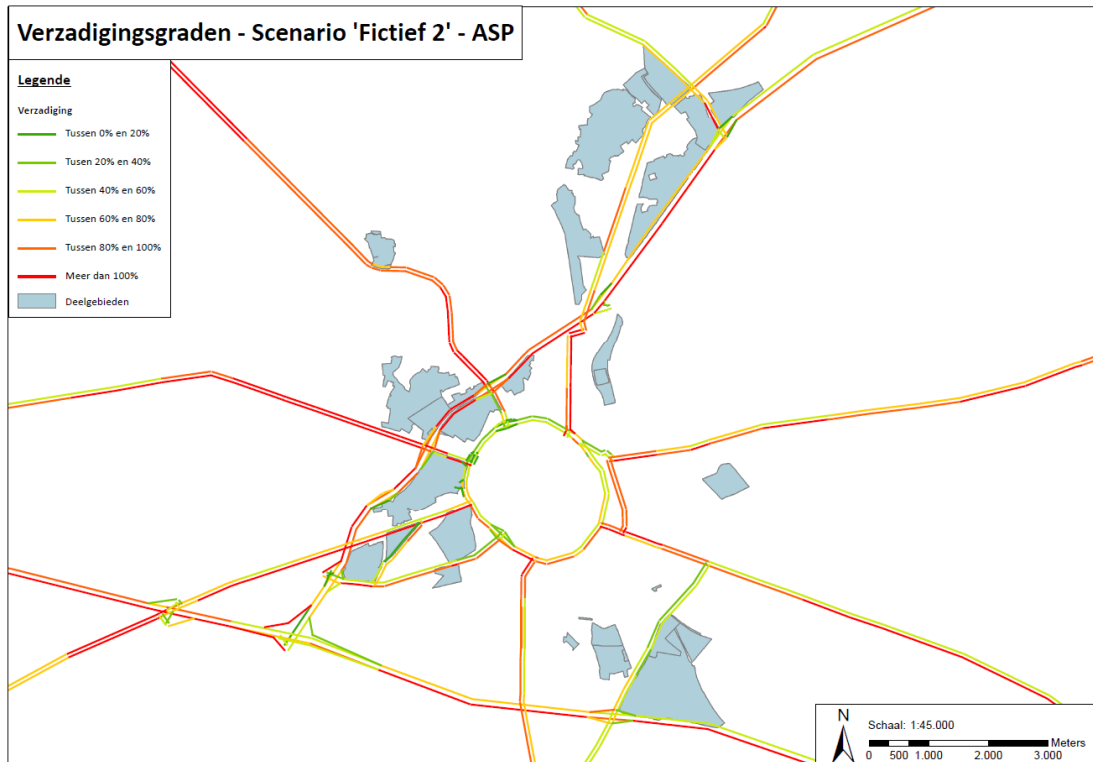 Verzadigingsgraden - Scenario 'Fictief 2' - ASP
Legende
Verzadiging
Tussen 0% en 20%
Tusen 20% en 40%
Tussen 40% en 60%
Tussen 60% en 80%
Tussen 80% en 100%
Meer dan 100%
Deelgebieden
N
Schaal: 1:45.000
Meters
0 500 1.000 2.000 3.000